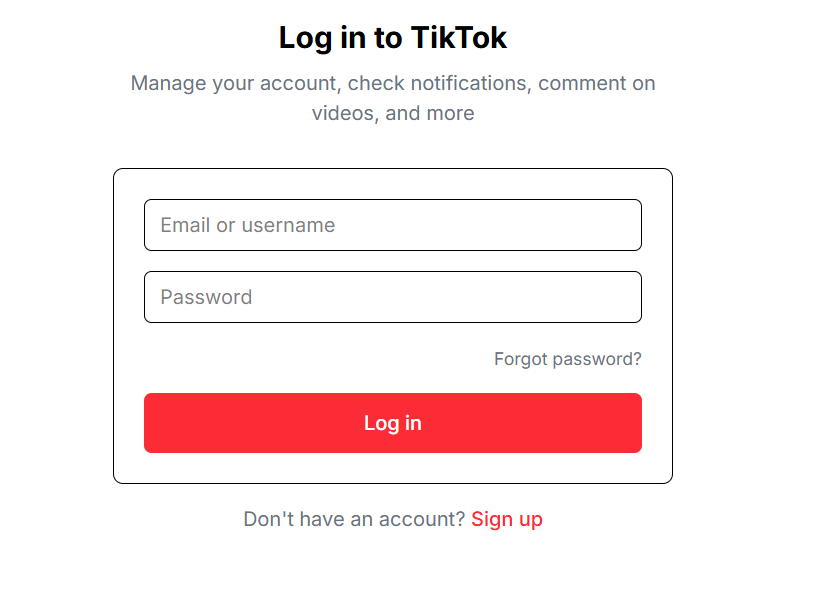 Log in to TikTok
Manage your account, check notifications, comment on
videos, and more
Email or username
Password
Forgot password?
Log in
Don't have an account? Sign up